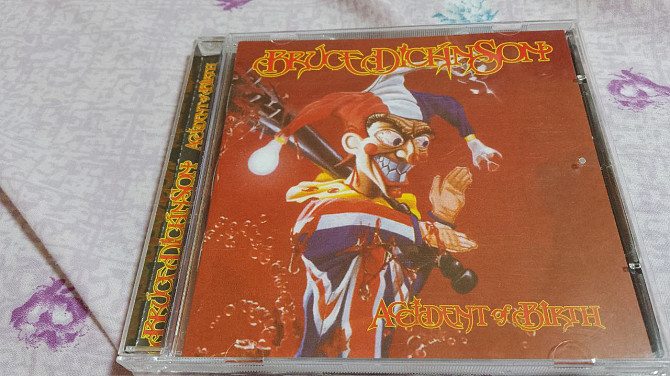 BRUCE DICKINSON
ACCIDENT of BIRTH
BRUCE DICKINSON ACCIDENT of BIRTH